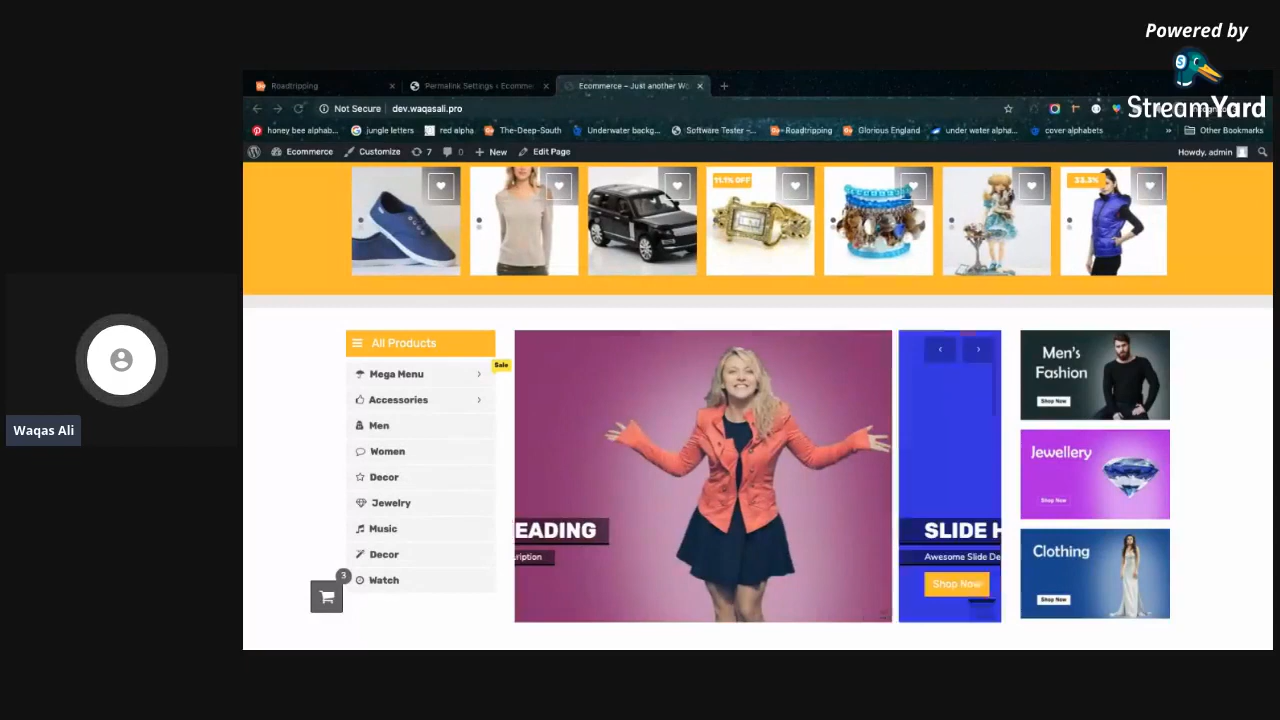 Powered by
StreamYard
Roadtripping
Permalink Settings ‹ Ecomme
Ecommerce – Just another Wo
Not Secure
dev.waqasali.pro
honey bee alphab...
jungle letters
red alpha
The-Deep-South
Underwater backg...
Software Tester –...
Roadtripping
Glorious England
under water alpha...
cover alphabets
»
Other Bookmarks
Ecommerce
Customize
7
0
New
Edit Page
Howdy, admin
11.1% OFF
33.3%
All Products
Sale
Mega Menu
Accessories
Men
Women
Decor
Jewelry
Music
Decor
Watch
3
EADING
ription
SLIDE H
Awesome Slide De
Shop Now
Men's
Fashion
Shop Now
Jewellery
Shop Now
Clothing
Shop Now
Waqas Ali